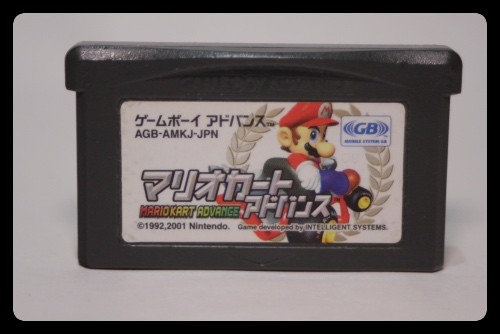 ゲームボーイ アドバンス™
AGB-AMKJ-JPN
GB
MOBILE SYSTEM GB
マリオカート
MARIO KART ADVANCE
アドバンス
©1992,2001 Nintendo. Game developed by INTELLIGENT SYSTEMS.